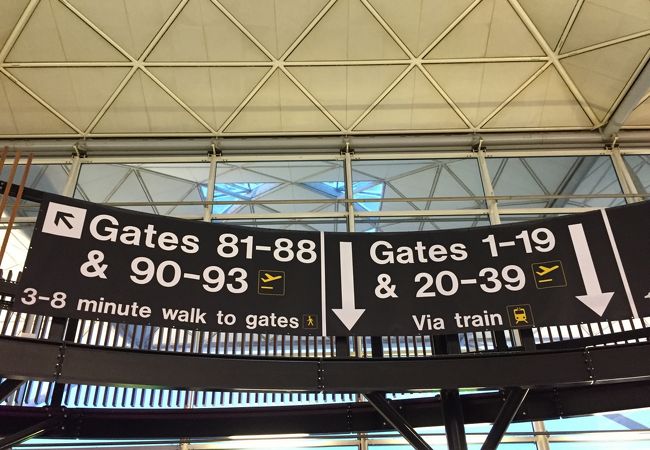 Gates 81-88
& 90-93
3-8 minute walk to gates
Gates 1-19
& 20-39
Via train